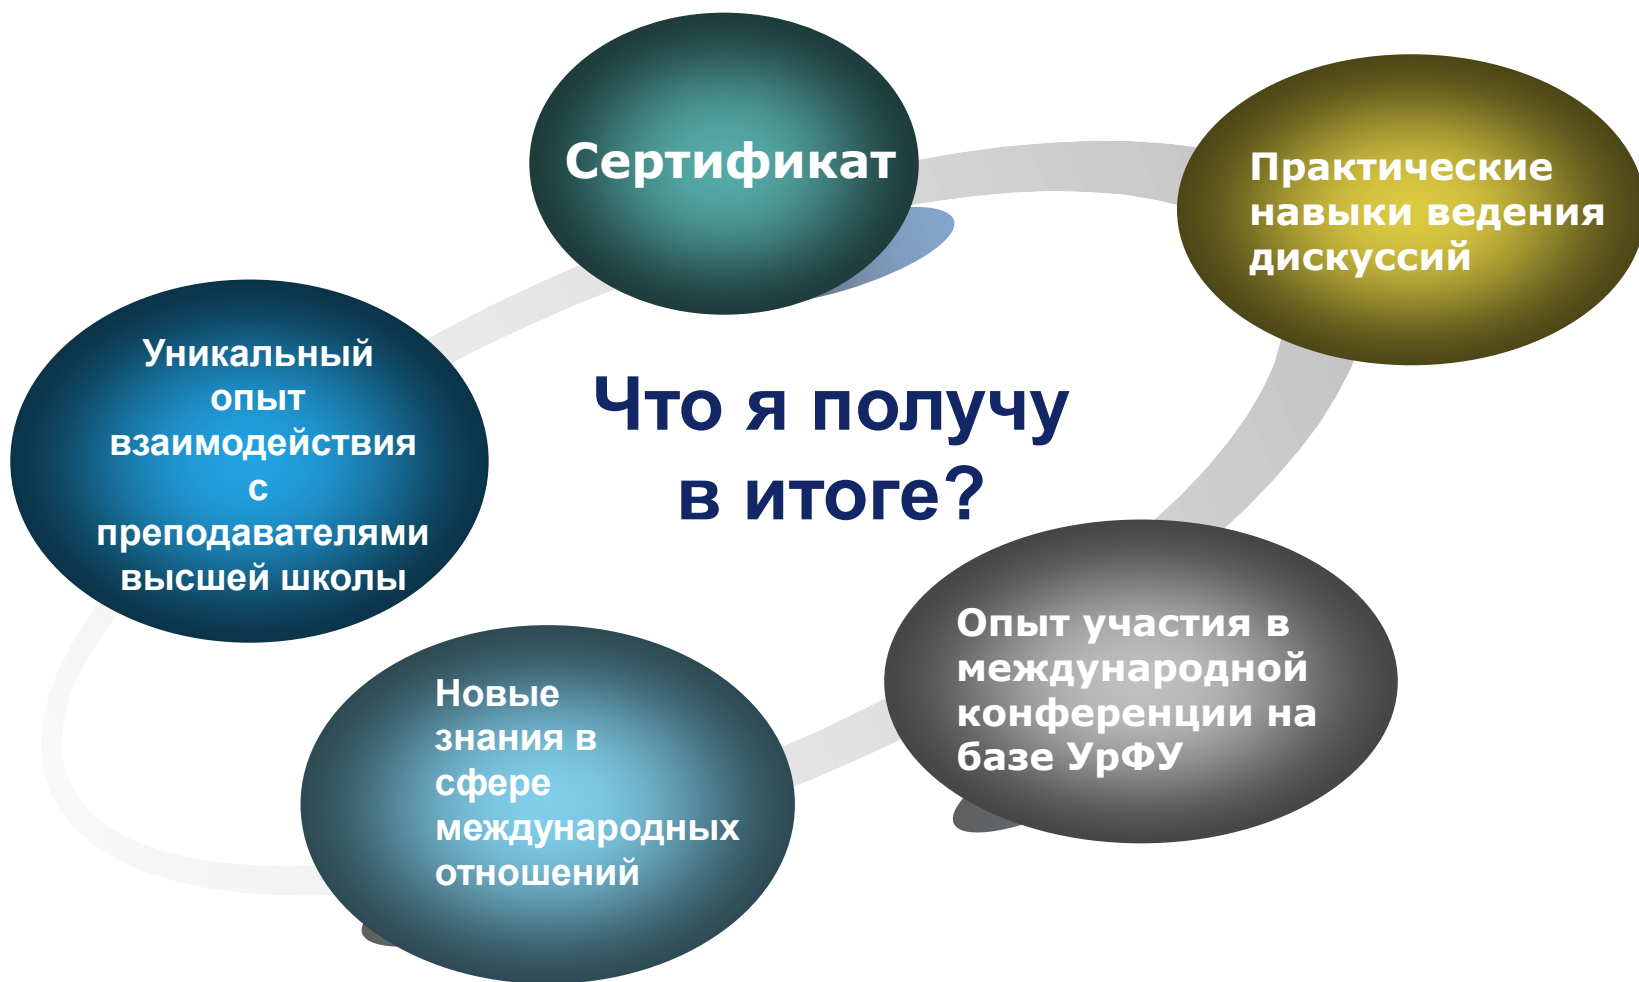 Сертификат
Практические
навыки ведения
дискуссий
Уникальный
опыт
взаимодействия
с
преподавателями
высшей школы
Что я получу
в итоге?
Опыт участия в
международной
конференции на
базе УрФУ
Новые
знания в
сфере
международных
отношений